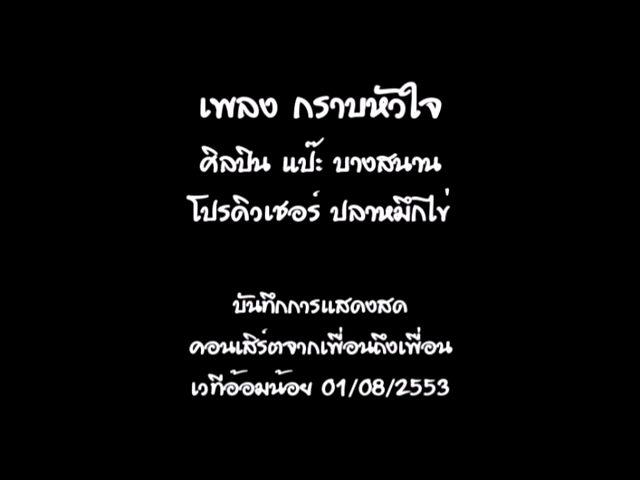 เพลง กราบหัวใจ
ศิลปิน แป๊ะ บางสนาน
โปรดิวเซอร์ ปลาหมึกไข่
บันทึกการแสดงสด
คอนเสิร์ตจากเพื่อนถึงเพื่อน
เวทีอ้อมน้อย 01/08/2553